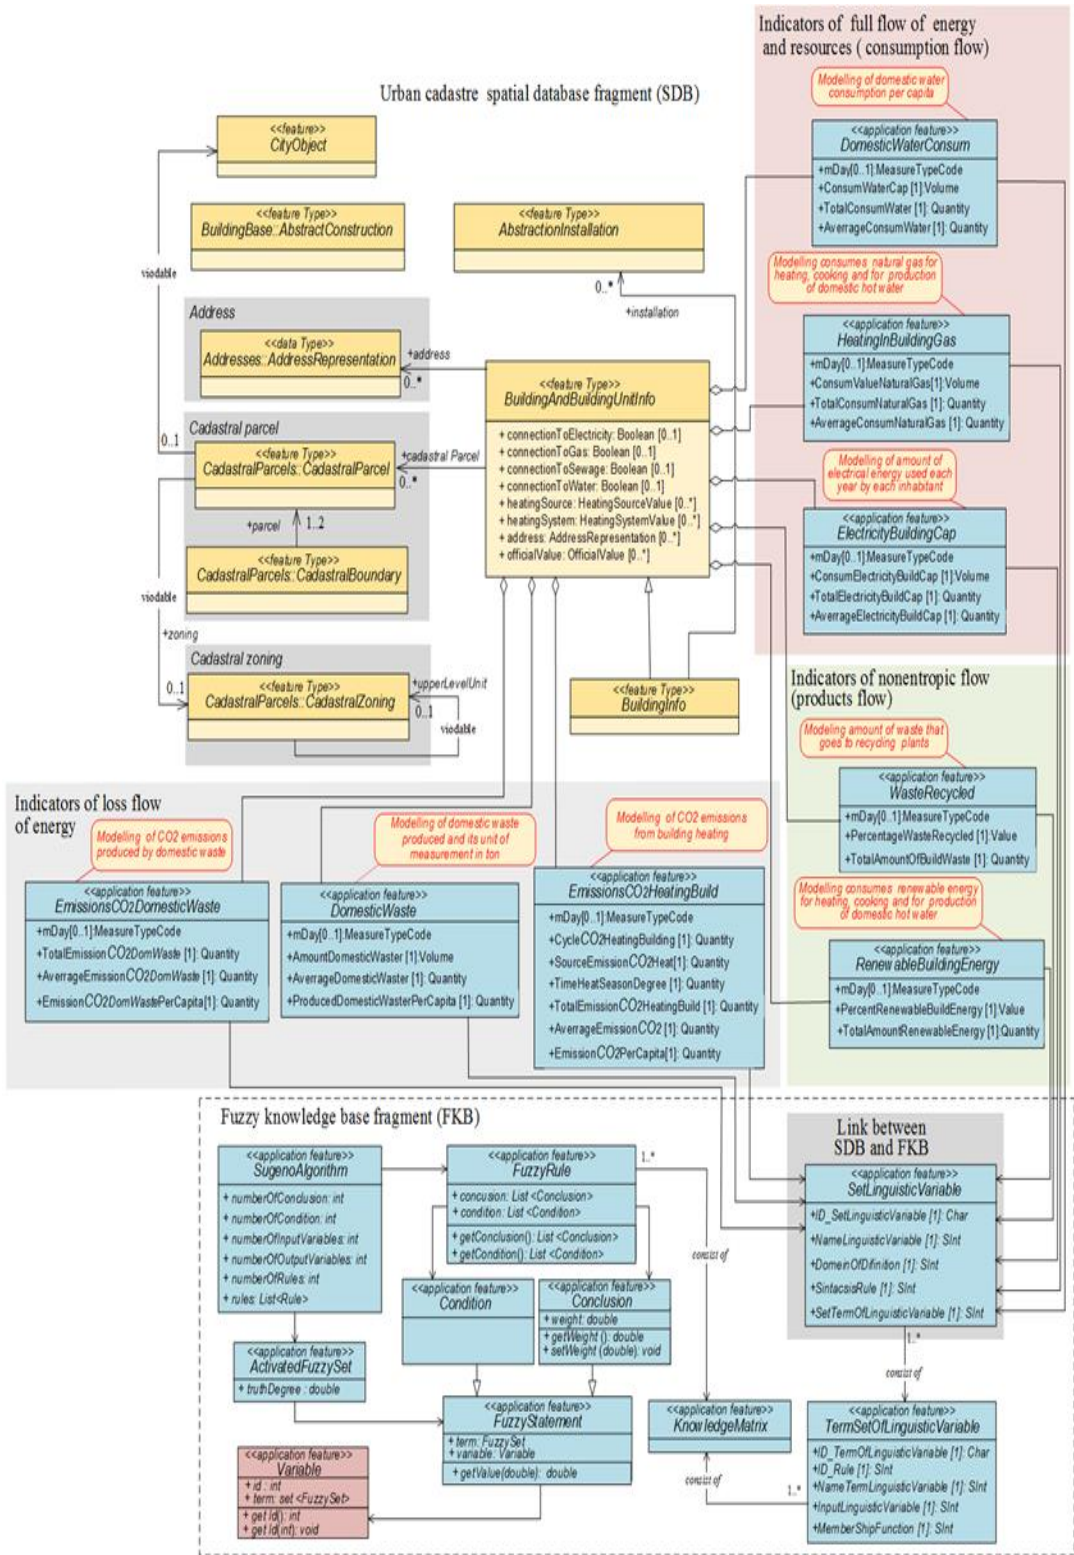 Indicators of full flow of energy
and resources ( consumption flow)
Modelling of domestic water
consumption per capita
Urban cadastre spatial database fragment (SDB)
<<feature>>
CityObject
<<application feature>>
DomesticWaterConsum
+mDay[0..1]:MeasureTypeCode
+ConsumWaterCap [1]:Volume
+TotalConsumWater [1]: Quantity
+AverrageConsumWater [1]: Quantity
<<feature Type>>
BuildingBase::AbstractConstruction
<<feature Type>>
AbstractionInstallation
viodable
0..*
+installation
Modelling consumes natural gas for
heating, cooking and for production
of domestic hot water
Address
<<data Type>>
Addresses::AddressRepresentation
+address
0..*
<<application feature>>
HeatingInBuildingGas
+mDay[0..1]:MeasureTypeCode
+ConsumValueNaturalGas[1]:Volume
+TotalConsumNaturalGas [1]: Quantity
+AverrageConsumNaturalGas [1]: Quantity
<<feature Type>>
BuildingAndBuildingUnitInfo
+ connectionToElectricity: Boolean [0..1]
+ connectionToGas: Boolean [0..1]
+ connectionToSewage: Boolean [0..1]
+ connectionToWater: Boolean [0..1]
+ heatingSource: HeatingSourceValue [0..*]
+ heatingSystem: HeatingSystemValue [0..*]
+ address: AddressRepresentation [0..*]
+ officialValue: OfficialValue [0..*]
Cadastral parcel
0..1
<<feature Type>>
CadastralParcels::CadastralParcel
+cadastral Parcel
0..*
+parcel
1..2
<<feature Type>>
CadastralParcels::CadastralBoundary
Modelling of amount of
electrical energy used each
year by each inhabitant
<<application feature>>
ElectricityBuildingCap
+mDay[0..1]:MeasureTypeCode
+ConsumElectricityBuildCap [1]:Volume
+TotalElectricityBuildCap [1]: Quantity
+AverrageElectricityBuildCap [1]: Quantity
viodable
+zoning
Cadastral zoning
0..1
<<feature Type>>
CadastralParcels::CadastralZoning
+upperLevelUnit
0..1
viodable
<<feature Type>>
BuildingInfo
Indicators of nonentropic flow
(products flow)
Modeling amount of waste that
goes to recycling plants
<<application feature>>
WasteRecycled
+mDay[0..1]:MeasureTypeCode
+PercentageWasteRecycled [1]:Value
+TotalAmountOfBuildWaste [1]: Quantity
Modelling consumes renewable energy
for heating, cooking and for production
of domestic hot water
<<application feature>>
RenewableBuildingEnergy
+mDay[0..1]:MeasureTypeCode
+PercentRenewableBuildEnergy [1]:Value
+TotalAmountRenewableEnergy [1]:Quantity
Indicators of loss flow
of energy
Modelling of CO2 emissions
produced by domestic waste
Modelling of domestic waste
produced and its unit of
measurement in ton
Modelling of CO2 emissions
from building heating
<<application feature>>
EmissionsCO2DomesticWaste
+mDay[0..1]:MeasureTypeCode
+TotalEmissionCO2DomWaste [1]: Quantity
+AverrageEmissionCO2DomWaste [1]: Quantity
+EmissionCO2DomWastePerCapita[1]: Quantity
<<application feature>>
DomesticWaste
+mDay[0..1]:MeasureTypeCode
+AmountDomesticWaster [1]:Volume
+AverrageDomesticWaster [1]: Quantity
+ProducedDomesticWasterPerCapita [1]: Quantity
<<application feature>>
EmissionsCO2HeatingBuild
+mDay[0..1]:MeasureTypeCode
+CycleCO2HeatingBuilding [1]: Quantity
+SourceEmissionCO2Heat[1]: Quantity
+TimeHeatSeasonDegree [1]: Quantity
+TotalEmissionCO2HeatingBuild [1]: Quantity
+AverageEmissionCO2 [1]: Quantity
+EmissionCO2PerCapita[1]: Quantity
Fuzzy knowledge base fragment (FKB)
<<application feature>>
SugenoAlgorithm
+ numberOfConclusion: int
+ numberOfCondition: int
+ numberOfInputVariables: int
+ numberOfOutputVariables: int
+ numberOfRules: int
+ rules: List<Rule>
<<application feature>>
FuzzyRule
+ concusion: List <Conclusion>
+ condition: List <Condition>
+ getConclusion(): List <Conclusion>
+ getCondition(): List <Condition>
1..*
consist of
Link between
SDB and FKB
<<application feature>>
SetLinguisticVariable
+ID_SetLinguisticVariable [1]: Char
+NameLinguisticVariable [1]: SInt
+DomeinOfDifinition [1]: SInt
+SintacsisRule [1]: SInt
+SetTermOfLinguisticVariable [1]: SInt
1..*
consist of
<<application feature>>
Condition
<<application feature>>
Conclusion
+ weight: double
+ getWeight (): double
+ setWeight (double): void
<<application feature>>
ActivatedFuzzySet
+ truthDegree : double
<<application feature>>
FuzzyStatement
+ term: FuzzySet
+ variable: Variable
+ getValue(double): double
<<application feature>>
KnowledgeMatrix
consist of
1..*
<<application feature>>
TermSetOfLinguisticVariable
+ID_TermOfLinguisticVariable [1]: Char
+ID_Rule [1]: SInt
+NameTermLinguisticVariable [1]: SInt
+InputLinguisticVariable [1]: SInt
+MemberShipFunction [1]: SInt
<<application feature>>
Variable
+ id : int
+ term: set <FuzzySet>
+ get Id(): int
+ get Id(int): void